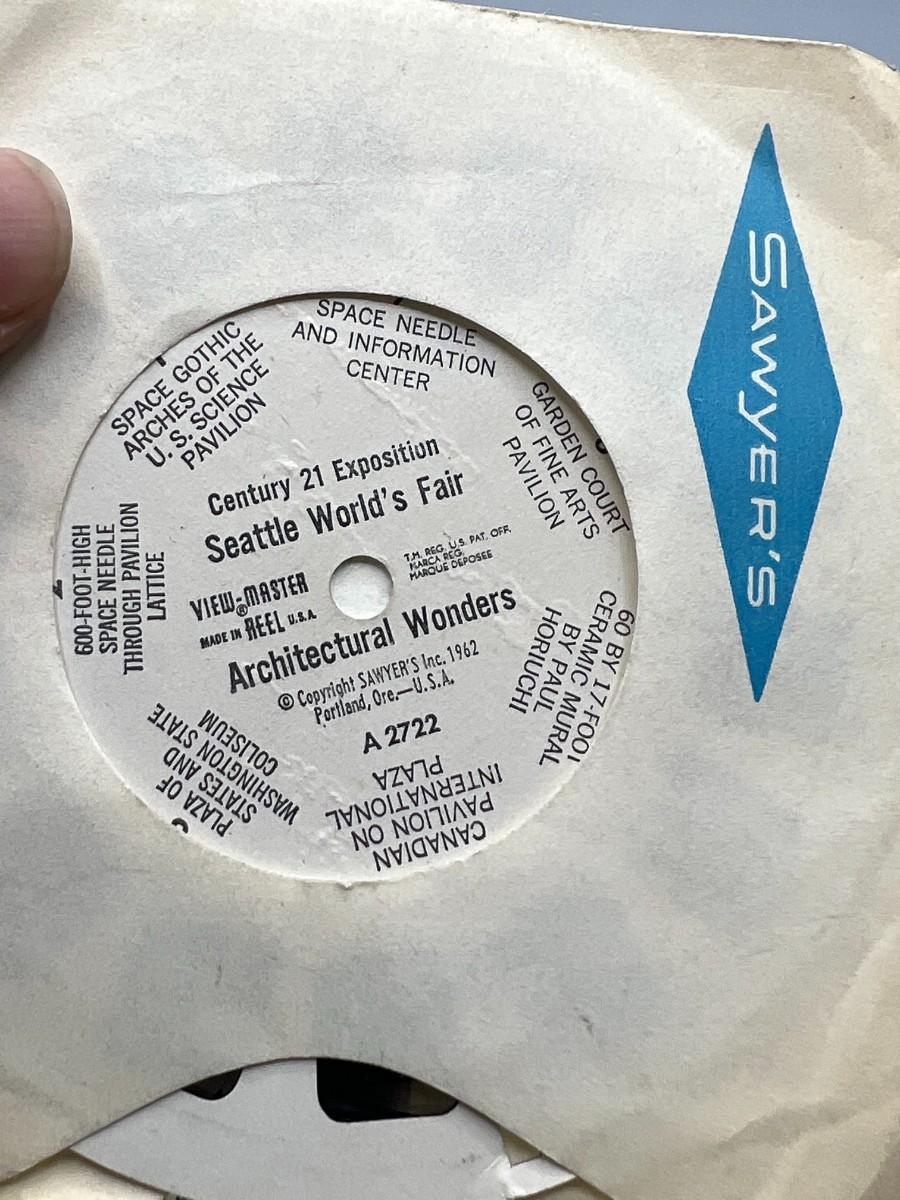 SAWYER'S
SPACE NEEDLE
AND INFORMATION
CENTER
GARDEN COURT
OF FINE ARTS
PAVILION
60 BY 17-FOOT
CERAMIC MURAL
BY PAUL
HORIUCHI
CANADIAN
PAVILION ON
INTERNATIONAL
PLAZA
PLAZA OF
STATES AND
WASHINGTON STATE
COLISEUM
600-FOOT-HIGH
SPACE NEEDLE
THROUGH PAVILION
LATTICE
SPACE GOTHIC
ARCHES OF THE
U. S. SCIENCE
PAVILION
Century 21 Exposition
Seattle World's Fair
VIEW-MASTER
®
MADE IN REEL U.S.A.
T.M. REG. U.S. PAT. OFF.
MARCA REG.
MARQUE DEPOSEE
Architectural Wonders
© Copyright SAWYER'S Inc. 1962
Portland, Ore.—U.S.A.
A 2722